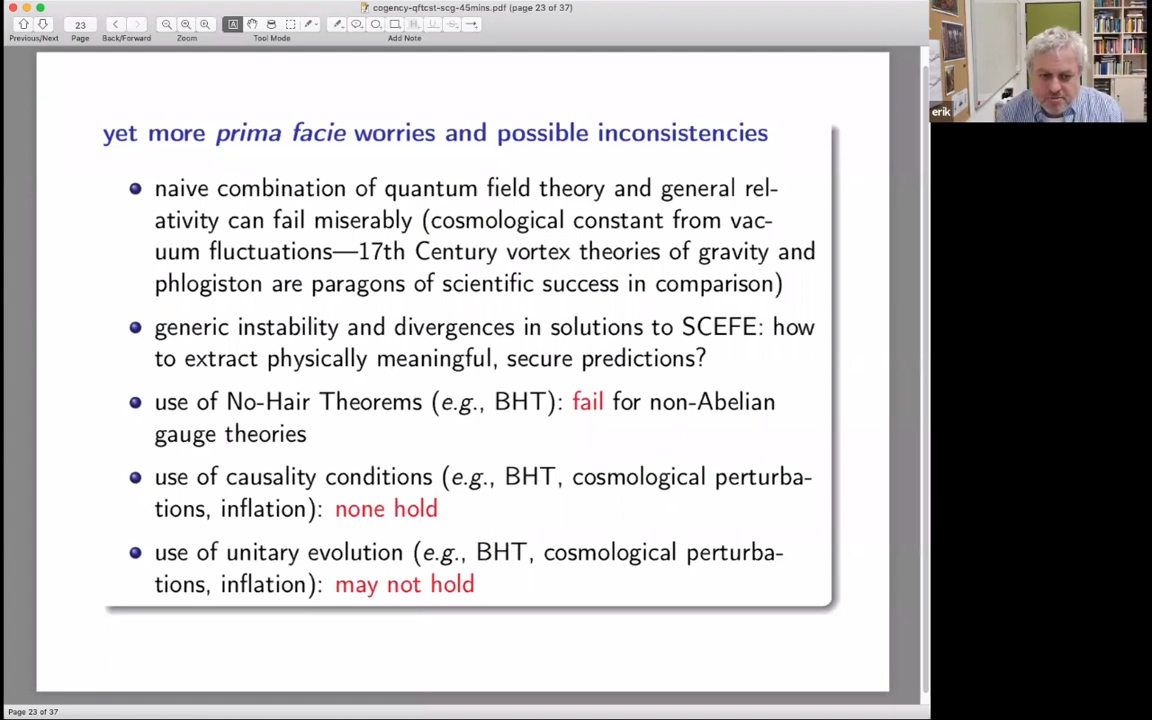 cogency-qftcst-scg-45mins.pdf (page 23 of 37)
23
Previous/Next
Page
Back/Forward
Zoom
Tool Mode
Add Note
erik
yet more prima facie worries and possible inconsistencies
naive combination of quantum field theory and general rel-
ativity can fail miserably (cosmological constant from vac-
uum fluctuations—17th Century vortex theories of gravity and
phlogiston are paragons of scientific success in comparison)
generic instability and divergences in solutions to SCEFE: how
to extract physically meaningful, secure predictions?
use of No-Hair Theorems (e.g., BHT): fail for non-Abelian
gauge theories
use of causality conditions (e.g., BHT, cosmological perturba-
tions, inflation): none hold
use of unitary evolution (e.g., BHT, cosmological perturba-
tions, inflation): may not hold
Page 23 of 37